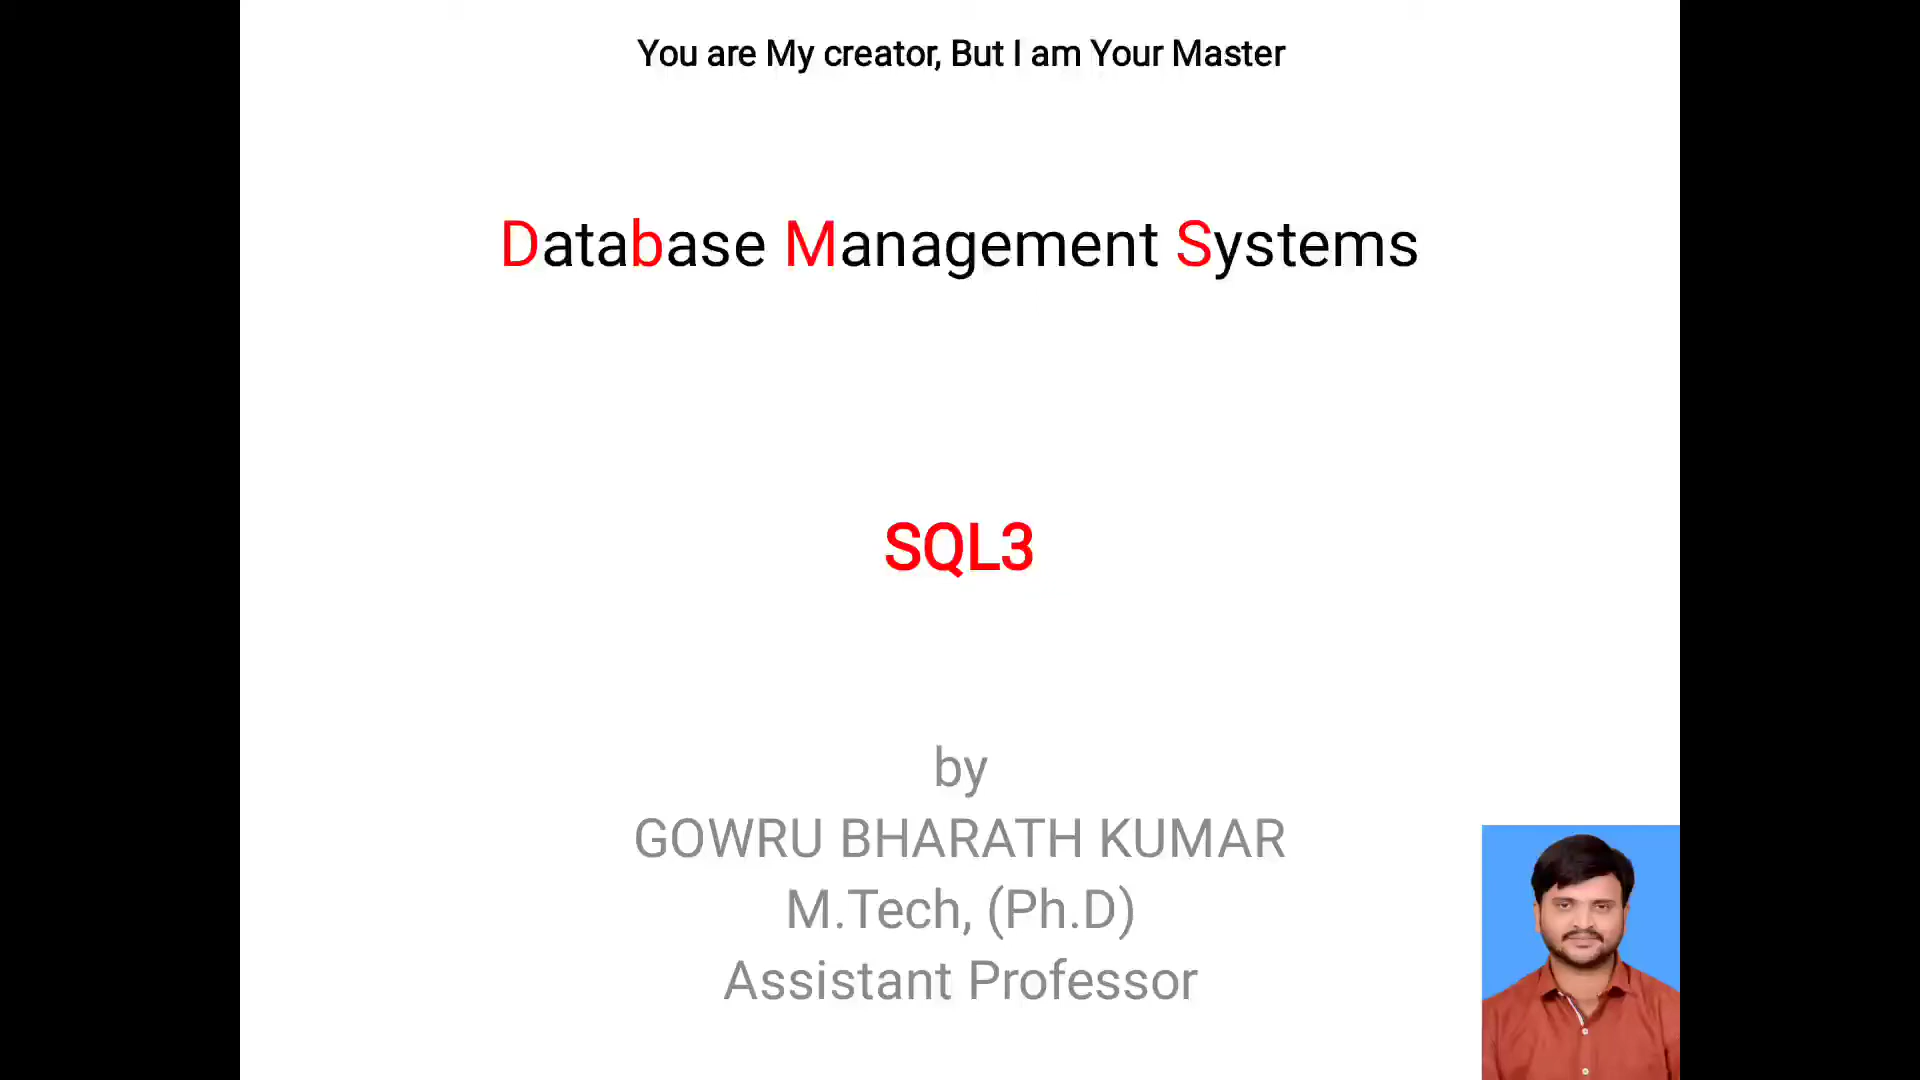 You are My creator, But I am Your Master
Database Management Systems
SQL3
by
GOWRU BHARATH KUMAR
M.Tech, (Ph.D)
Assistant Professor